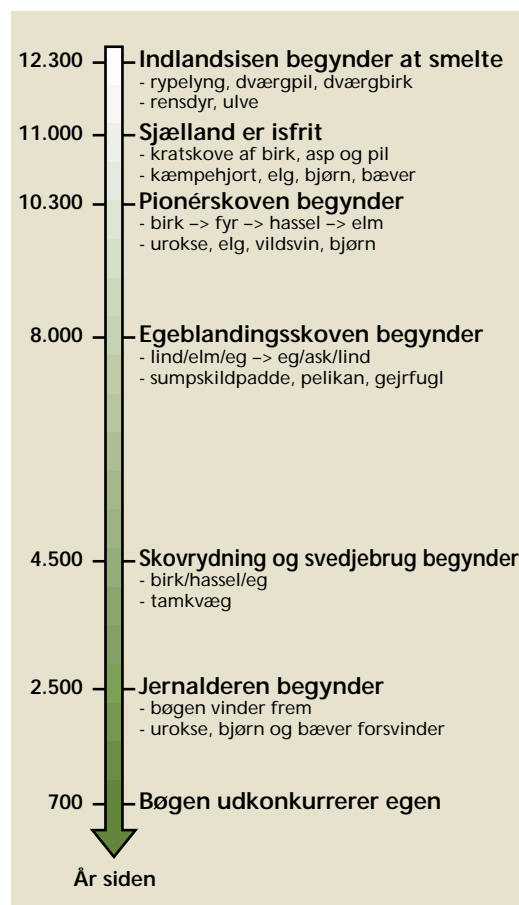 12.300 Indlandsisen begynder at smelte
- rypelyng, dværgpil, dværgbirk
- rensdyr, ulve
11.000 Sjælland er isfrit
- kratskove af birk, asp og pil
- kæmpehjort, elg, bjørn, bæver
10.300 Pionérskoven begynder
- birk –> fyr –> hassel –> elm
- urokse, elg, vildsvin, bjørn
8.000 Egeblandingsskoven begynder
- lind/elm/eg –> eg/ask/lind
- sumpskildpadde, pelikan, gejrfugl
4.500 Skovrydning og svedjebrug begynder
- birk/hassel/eg
- tamkvæg
2.500 Jernalderen begynder
- bøgen vinder frem
- urokse, bjørn og bæver forsvinder
700 Bøgen udkonkurrerer egen
År siden